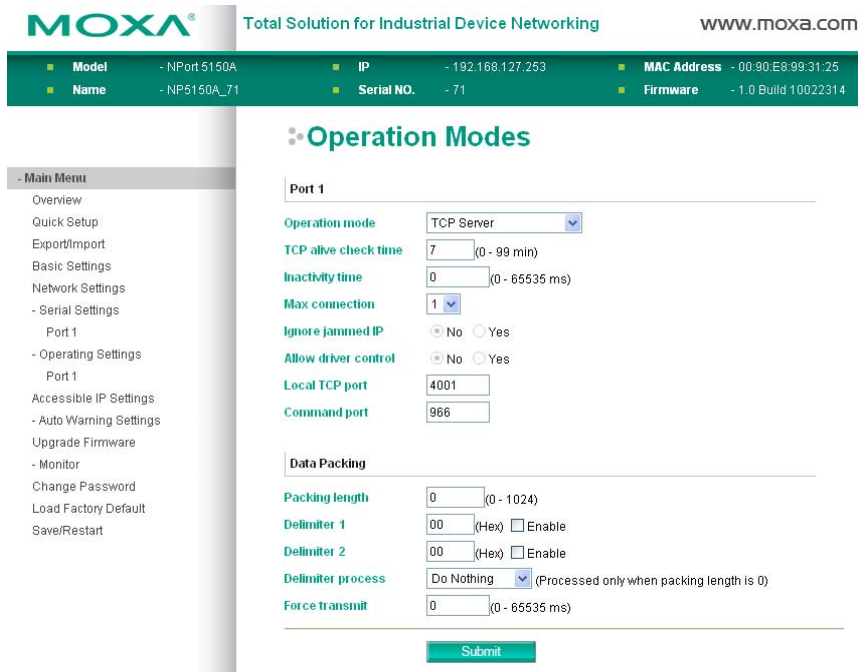 MOXA®
Total Solution for Industrial Device Networking
www.moxa.com
Model - NPort 5150A
IP - 192.168.127.253
MAC Address - 00:90:E8:99:31:25
Name - NP5150A_71
Serial NO. - 71
Firmware - 1.0 Build 10022314
- Main Menu
Overview
Quick Setup
Export/Import
Basic Settings
Network Settings
- Serial Settings
Port 1
- Operating Settings
Port 1
Accessible IP Settings
- Auto Warning Settings
Upgrade Firmware
- Monitor
Change Password
Load Factory Default
Save/Restart
Operation Modes
Port 1
Operation mode TCP Server
TCP alive check time 7 (0 - 99 min)
Inactivity time 0 (0 - 65535 ms)
Max connection 1
Ignore jammed IP No Yes
Allow driver control No Yes
Local TCP port 4001
Command port 966
Data Packing
Packing length 0 (0 - 1024)
Delimiter 1 00 (Hex) Enable
Delimiter 2 00 (Hex) Enable
Delimiter process Do Nothing (Processed only when packing length is 0)
Force transmit 0 (0 - 65535 ms)
Submit